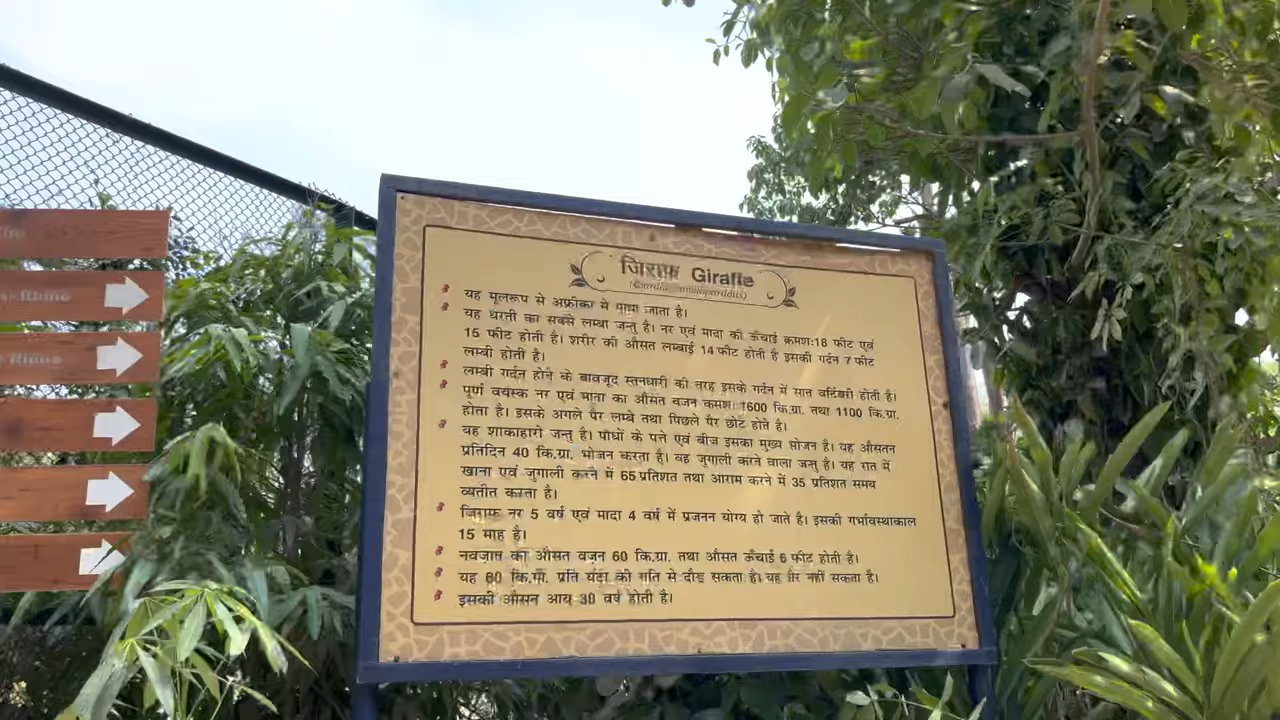 Rhino
Rhino
जिराफ Giraffe
यह मूलरूप से अफ्रीका में पाया जाता है।
यह धरती का सबसे लम्बा जन्तु है। नर एवं मादा की ऊँचाई क्रमशः18 फीट एवं
15 फीट होती है। शरीर की औसत लम्बाई 14 फीट होती है इसकी गर्दन 7 फीट
लम्बी होती है।
लम्बी गर्दन होने के बावजूद स्तनधारी की तरह इसके गर्दन में सात वर्टिबरी होती है।
पूर्ण वयस्क नर एवं मादा का औसत वजन क्रमशः1600 कि.ग्रा. तथा 1100 कि.ग्रा.
होता है। इसके अगले पैर लम्बे तथा पिछले पैर छोटे होते है।
यह शाकाहारी जन्तु है। पौधों के पत्ते एवं बीज इसका मुख्य भोजन है। यह औसतन
प्रतिदिन 40 कि.ग्रा. भोजन करता है। यह जुगाली करने वाला जन्तु है। यह रात में
खाना एवं जुगाली करने में 65 प्रतिशत तथा आराम करने में 35 प्रतिशत समय
व्यतीत करता है।
जिराफ नर 5 वर्ष एवं मादा 4 वर्ष में प्रजनन योग्य हो जाते है। इसकी गर्भावस्थाकाल
15 माह है।
नवजात का औसत वजन 60 कि.ग्रा. तथा औसत ऊँचाई 6 फीट होती है।
यह 60 कि.मी. प्रति घंटा की गति से दौड़ सकता है। यह तैर नहीं सकता है।
इसकी औसन आयु 30 वर्ष होती है।